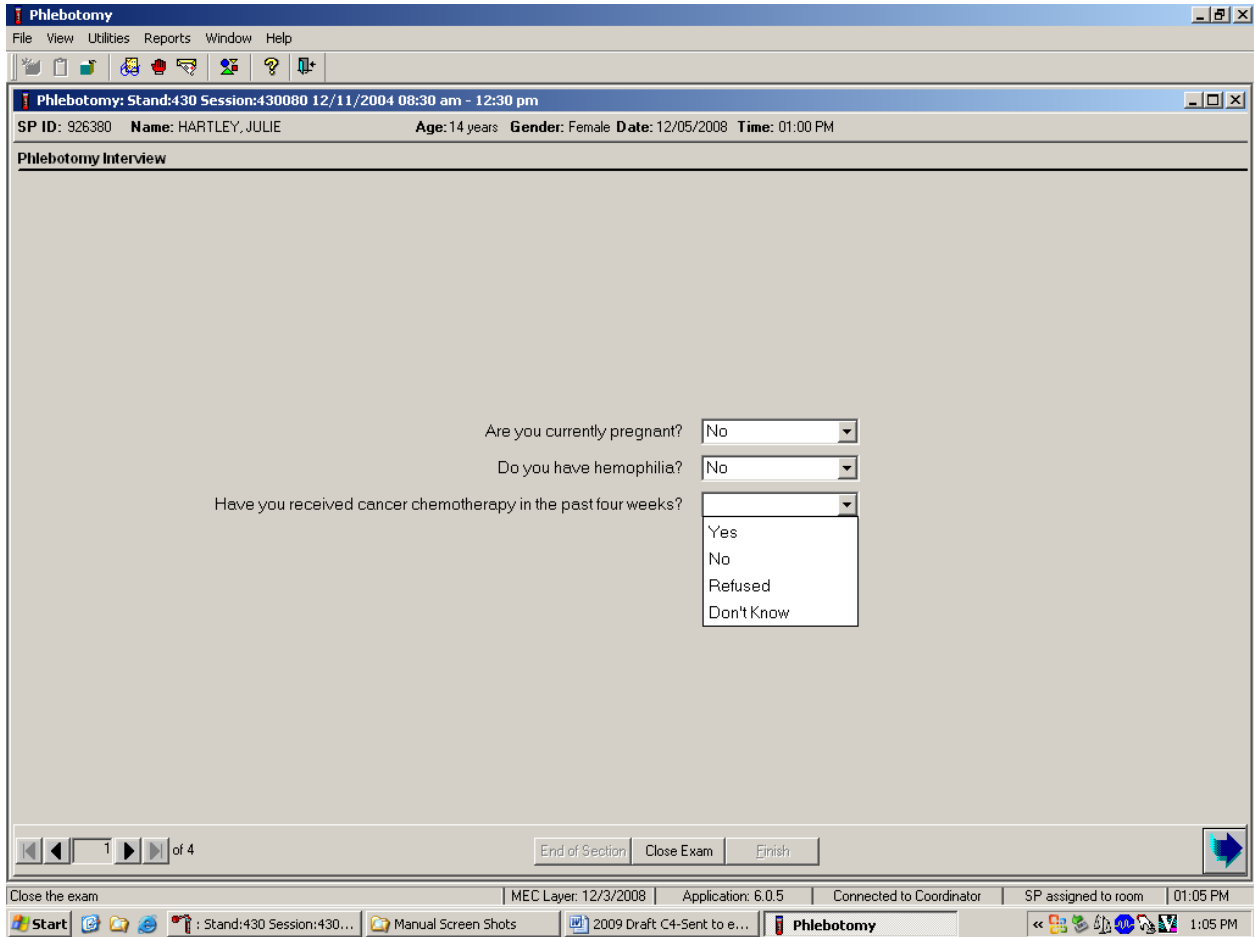 Phlebotomy
File View Utilities Reports Window Help
Phlebotomy: Stand:430 Session:430080 12/11/2004 08:30 am - 12:30 pm
SP ID: 926380 Name: HARTLEY, JULIE Age: 14 years Gender: Female Date: 12/05/2008 Time: 01:00 PM
Phlebotomy Interview
Are you currently pregnant? No
Do you have hemophilia? No
Have you received cancer chemotherapy in the past four weeks?
Yes
No
Refused
Don't Know
1 of 4 End of Section Close Exam Finish
Close the exam MEC Layer: 12/3/2008 Application: 6.0.5 Connected to Coordinator SP assigned to room 01:05 PM
Start : Stand:430 Session:430... Manual Screen Shots 2009 Draft C4-Sent to e... Phlebotomy « 1:05 PM